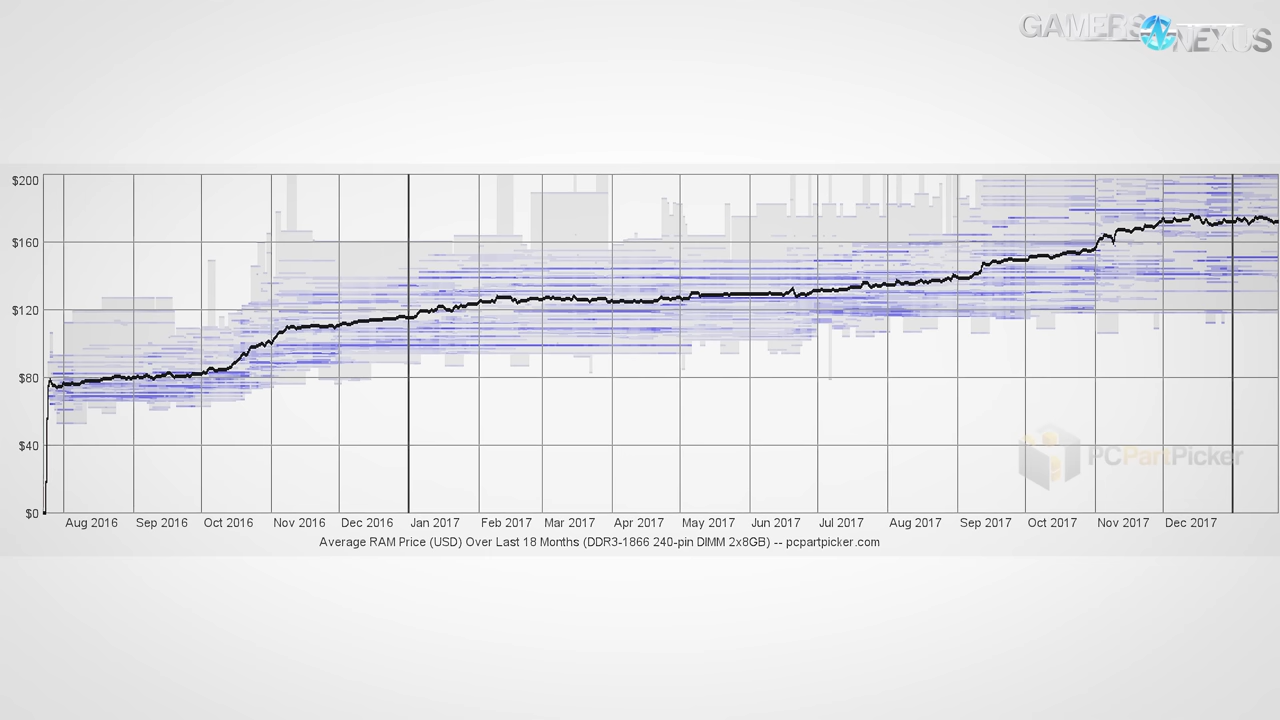 GAMERS NEXUS
$200
$160
$120
$80
$40
$0
Aug 2016 Sep 2016 Oct 2016 Nov 2016 Dec 2016 Jan 2017 Feb 2017 Mar 2017 Apr 2017 May 2017 Jun 2017 Jul 2017 Aug 2017 Sep 2017 Oct 2017 Nov 2017 Dec 2017
Average RAM Price (USD) Over Last 18 Months (DDR3-1866 240-pin DIMM 2x8GB) -- pcpartpicker.com
PCPartPicker